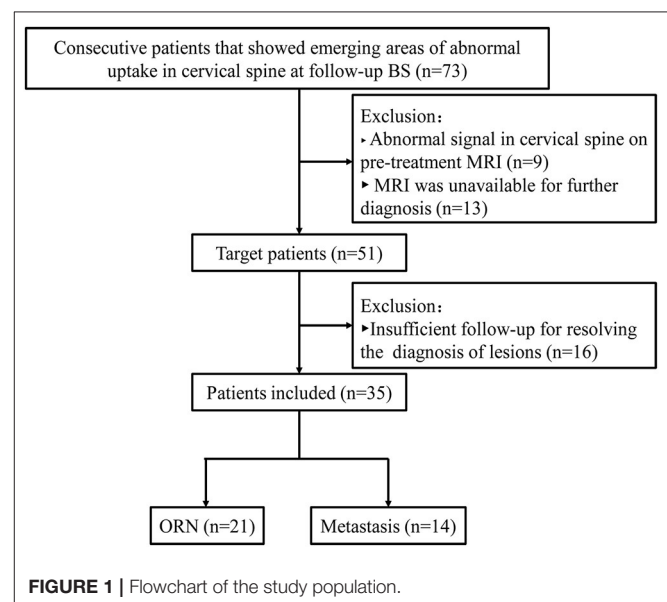 Consecutive patients that showed emerging areas of abnormal
uptake in cervical spine at follow-up BS (n=73)
Exclusion：
‣ Abnormal signal in cervical spine on
pre-treatment MRI (n=9)
‣ MRI was unavailable for further
diagnosis (n=13)
Target patients (n=51)
Exclusion：
‣Insufficient follow-up for resolving
the diagnosis of lesions (n=16)
Patients included (n=35)
ORN (n=21)
Metastasis (n=14)
FIGURE 1 | Flowchart of the study population.